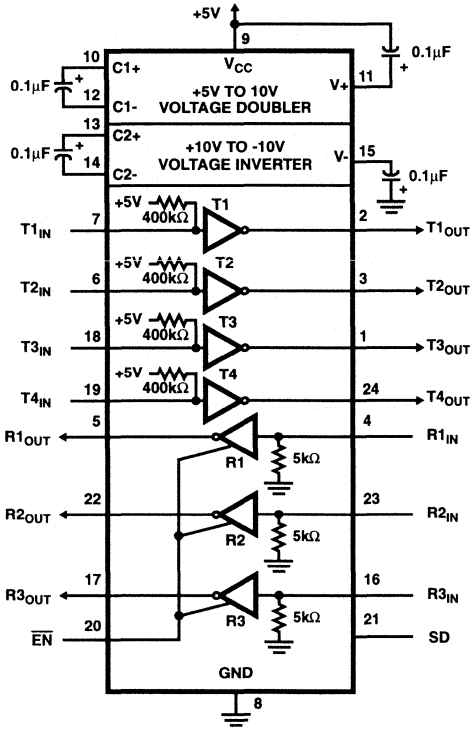 +5V
9
VCC
10
C1+
0.1µF
+
12
C1-
+5V TO 10V
VOLTAGE DOUBLER
V+
11
0.1µF
+
13
C2+
0.1µF
+
14
C2-
+10V TO -10V
VOLTAGE INVERTER
V-
15
0.1µF
+
+5V
400kΩ
T1
T1IN
7
2
T1OUT
+5V
400kΩ
T2
T2IN
6
3
T2OUT
+5V
400kΩ
T3
T3IN
18
1
T3OUT
+5V
400kΩ
T4
T4IN
19
24
T4OUT
R1OUT
5
R1
4
R1IN
5kΩ
R2OUT
22
R2
23
R2IN
5kΩ
R3OUT
17
R3
16
R3IN
5kΩ
EN
20
21
SD
GND
8